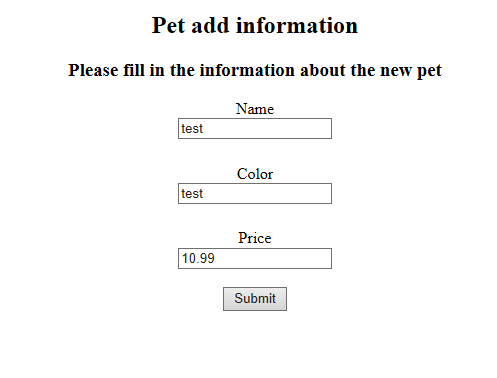 Pet add information
Please fill in the information about the new pet
Name
test
Color
test
Price
10.99
Submit